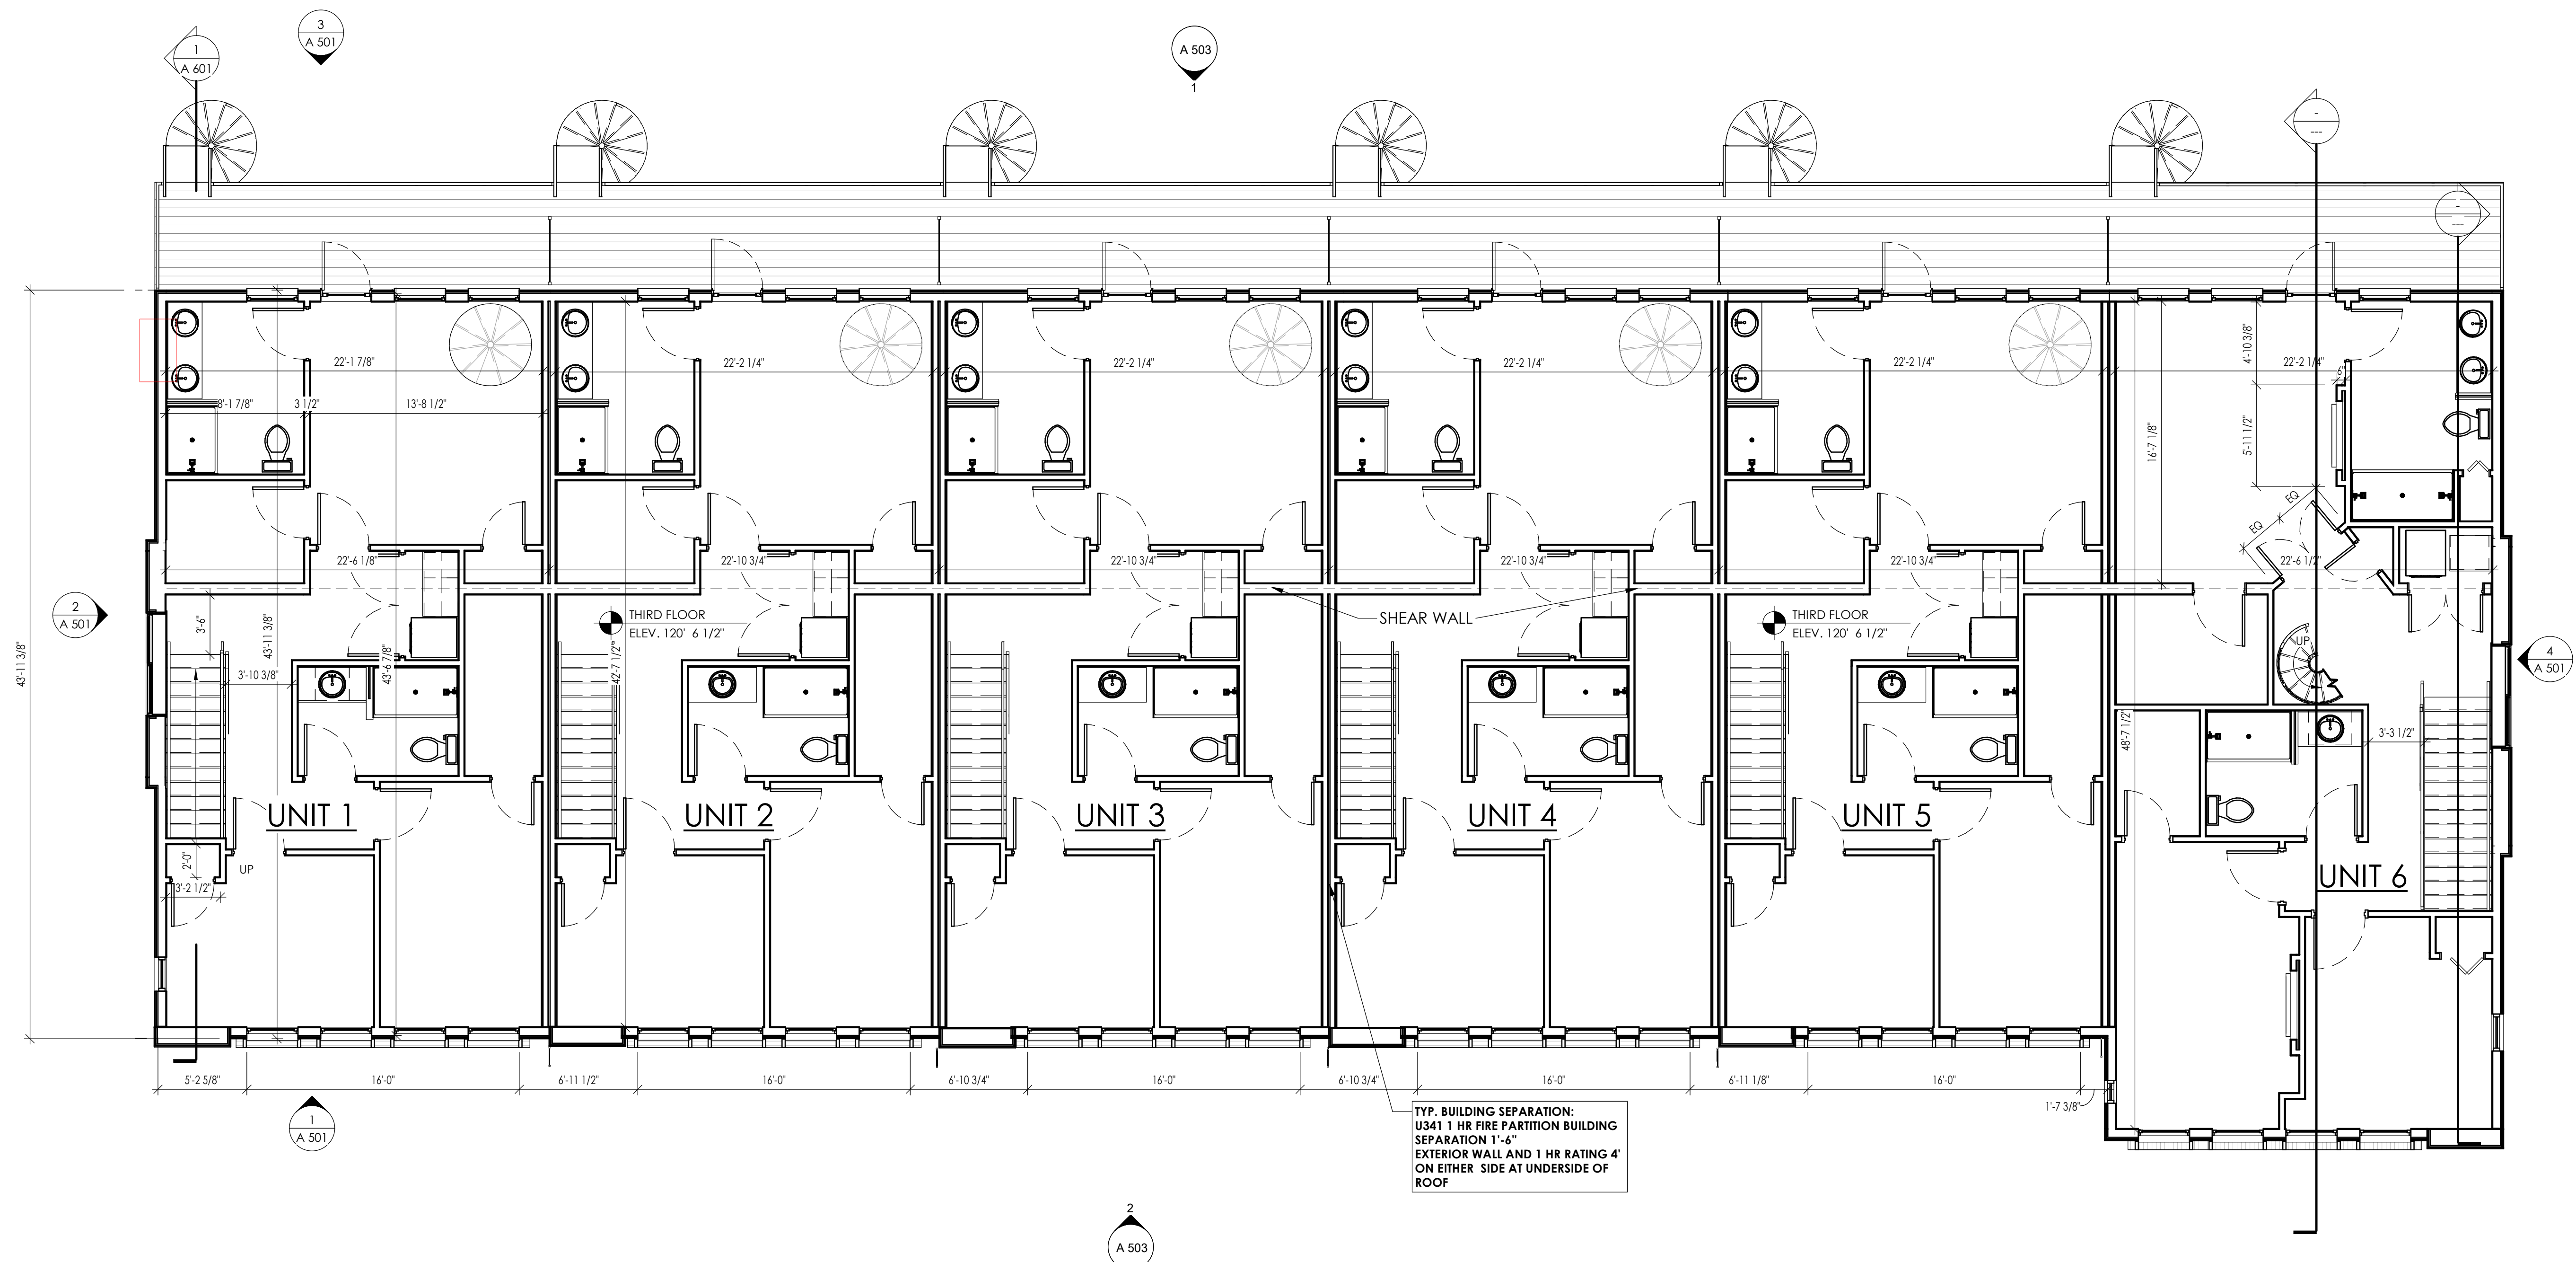 3
A 501
1
A 601
A 503
1
-
---
-
---
22'-1 7/8"
22'-2 1/4"
22'-2 1/4"
22'-2 1/4"
22'-2 1/4"
22'-2 1/4"
4'-10 3/8"
6"
8'-1 7/8"
3 1/2"
13'-8 1/2"
16'-7 1/8"
5'-11 1/2"
EQ
EQ
22'-6 1/8"
22'-10 3/4"
22'-10 3/4"
22'-10 3/4"
22'-10 3/4"
22'-6 1/2"
2
A 501
3'-6"
43'-11 3/8"
43'-11 3/8"
43'-6 7/8"
42'-7 1/2"
THIRD FLOOR
ELEV. 120' 6 1/2"
SHEAR WALL
THIRD FLOOR
ELEV. 120' 6 1/2"
UP
4
A 501
3'-10 3/8"
48'-7 1/2"
3'-3 1/2"
UNIT 1
UNIT 2
UNIT 3
UNIT 4
UNIT 5
UNIT 6
2'-0"
UP
3'-2 1/2"
5'-2 5/8"
16'-0"
6'-11 1/2"
16'-0"
6'-10 3/4"
16'-0"
6'-10 3/4"
16'-0"
6'-11 1/8"
16'-0"
1'-7 3/8"
1
A 501
TYP. BUILDING SEPARATION:
U341 1 HR FIRE PARTITION BUILDING
SEPARATION 1'-6"
EXTERIOR WALL AND 1 HR RATING 4'
ON EITHER SIDE AT UNDERSIDE OF
ROOF
2
A 503